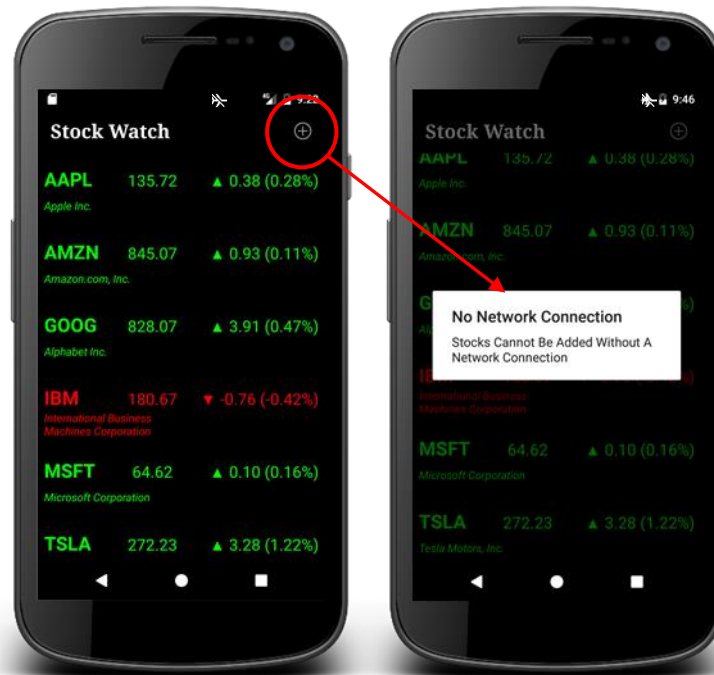 9:22
Stock Watch
AAPL 135.72 ▲ 0.38 (0.28%)
Apple Inc.
AMZN 845.07 ▲ 0.93 (0.11%)
Amazon.com, Inc.
GOOG 828.07 ▲ 3.91 (0.47%)
Alphabet Inc.
IBM 180.67 ▼ -0.76 (-0.42%)
International Business
Machines Corporation
MSFT 64.62 ▲ 0.10 (0.16%)
Microsoft Corporation
TSLA 272.23 ▲ 3.28 (1.22%)
9:46
Stock Watch
AAPL 135.72 ▲ 0.38 (0.28%)
Apple Inc.
AMZN 845.07 ▲ 0.93 (0.11%)
Amazon.com, Inc.
No Network Connection
Stocks Cannot Be Added Without A
Network Connection
International Business
Machines Corporation
MSFT 64.62 ▲ 0.10 (0.16%)
Microsoft Corporation
TSLA 272.23 ▲ 3.28 (1.22%)
Tesla Motors, Inc.